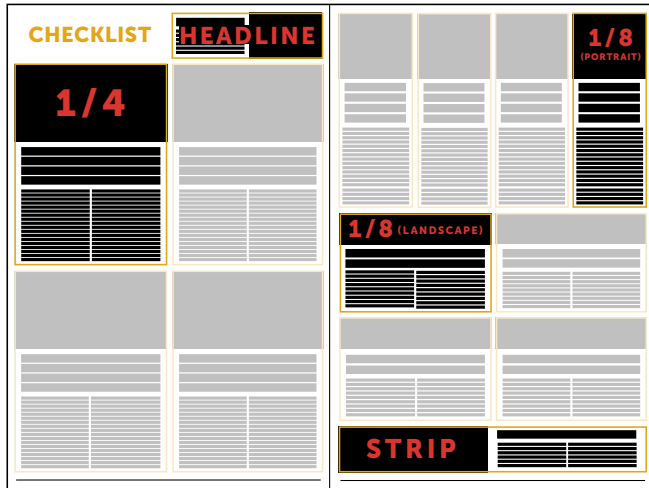 CHECKLIST
HEADLINE
1/4
1/8
(PORTRAIT)
1/8 (LANDSCAPE)
STRIP